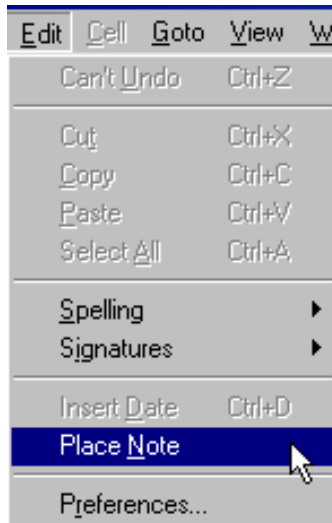 Edit Cell Goto View W
Can't Undo Ctrl+Z
Cut Ctrl+X
Copy Ctrl+C
Paste Ctrl+V
Select All Ctrl+A
Spelling
Signatures
Insert Date Ctrl+D
Place Note
Preferences...